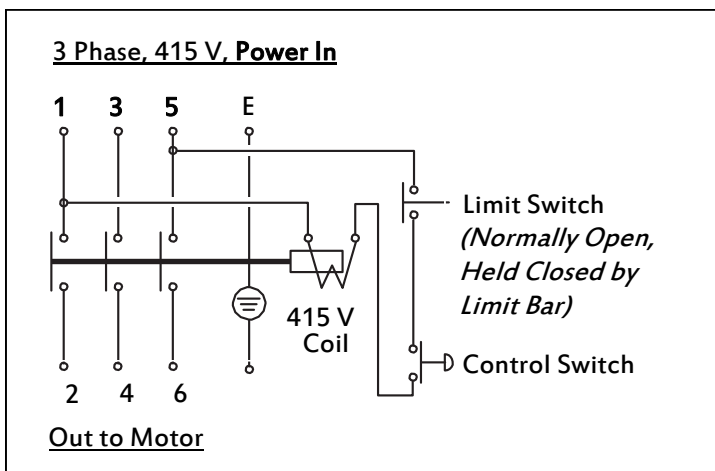 3 Phase, 415 V, Power In
1 3 5 E
Limit Switch
(Normally Open,
Held Closed by
Limit Bar)
415 V
Coil
Control Switch
2 4 6
Out to Motor